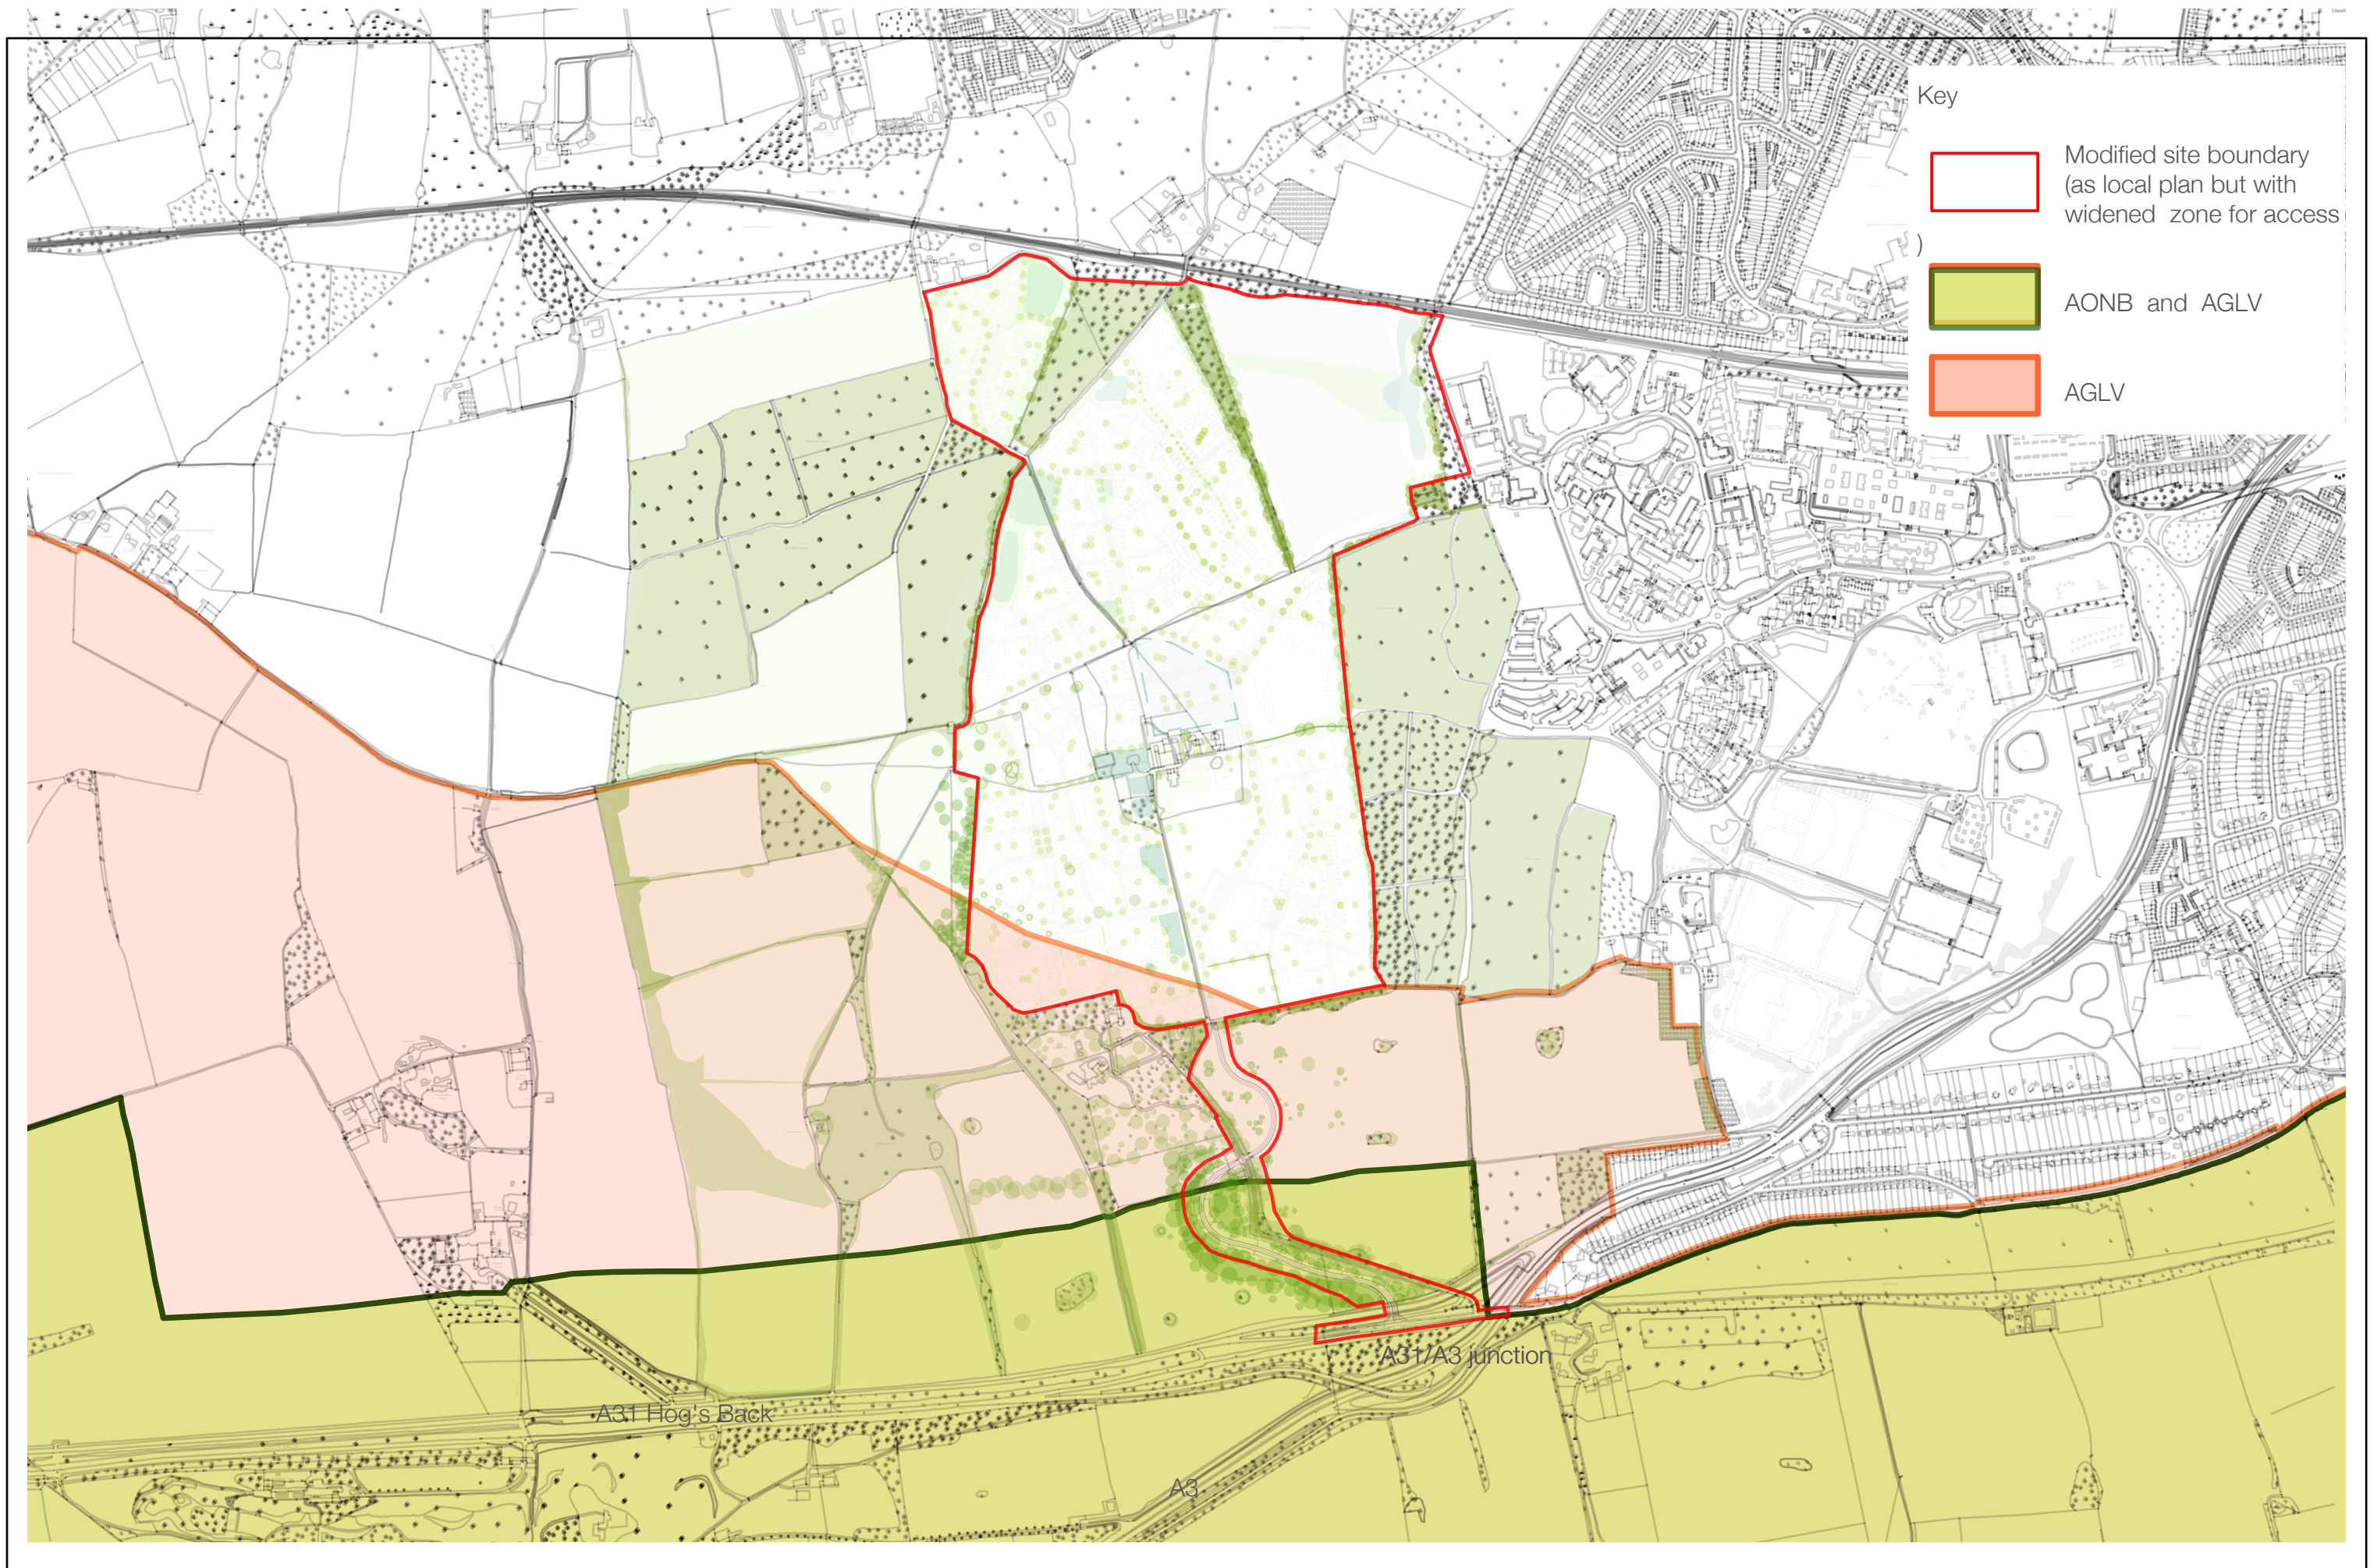 Key
Modified site boundary
(as local plan but with
widened zone for access
)
AONB and AGLV
AGLV
A31/A3 junction
A31 Hog's Back
A3